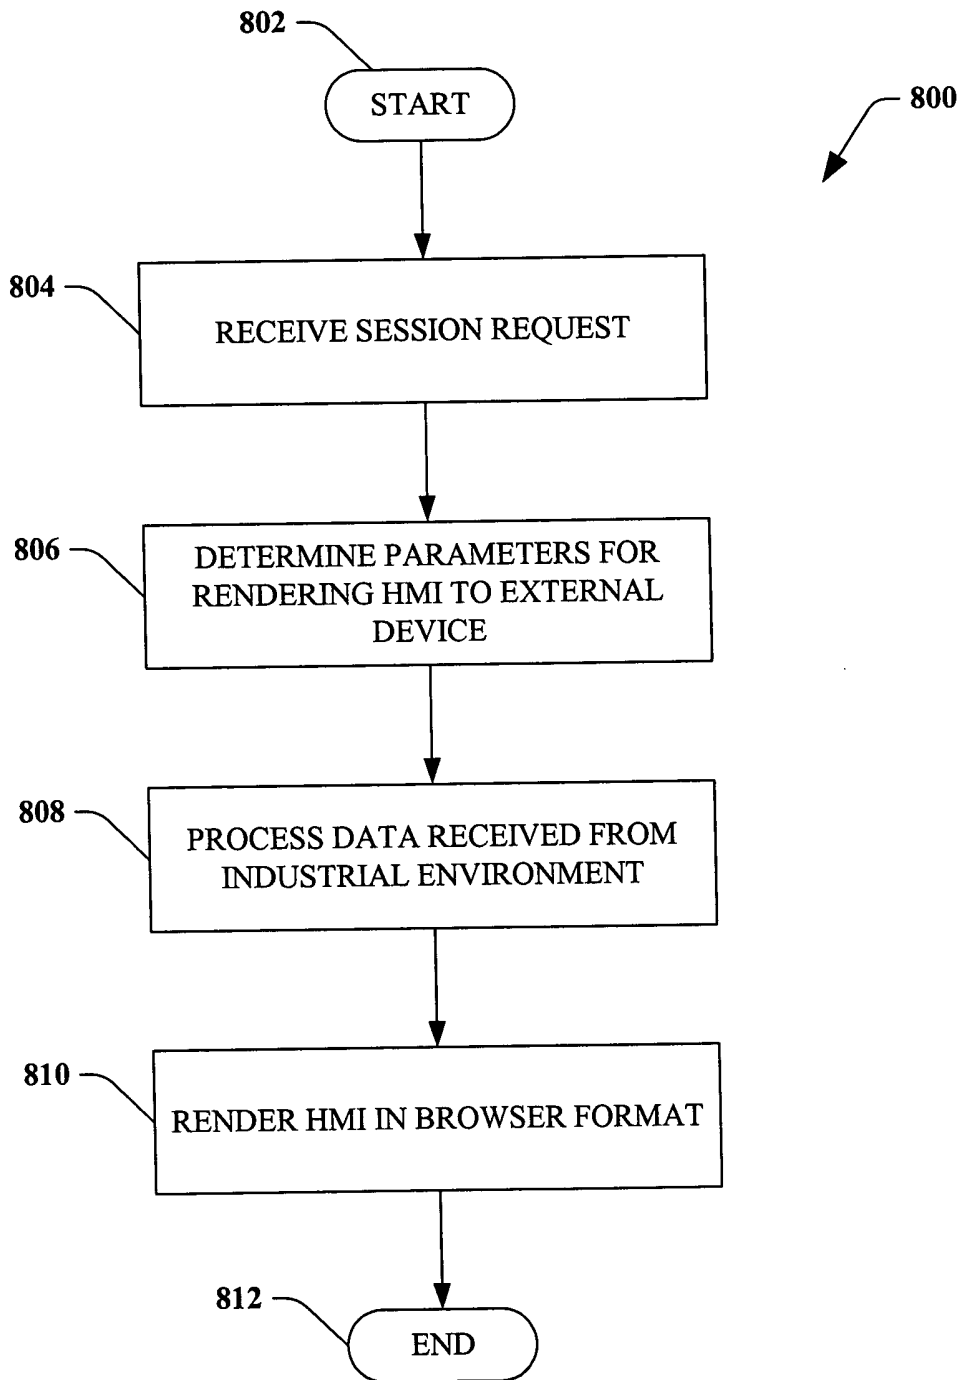 802
START
800
804
RECEIVE SESSION REQUEST
806
DETERMINE PARAMETERS FOR
RENDERING HMI TO EXTERNAL
DEVICE
808
PROCESS DATA RECEIVED FROM
INDUSTRIAL ENVIRONMENT
810
RENDER HMI IN BROWSER FORMAT
812
END